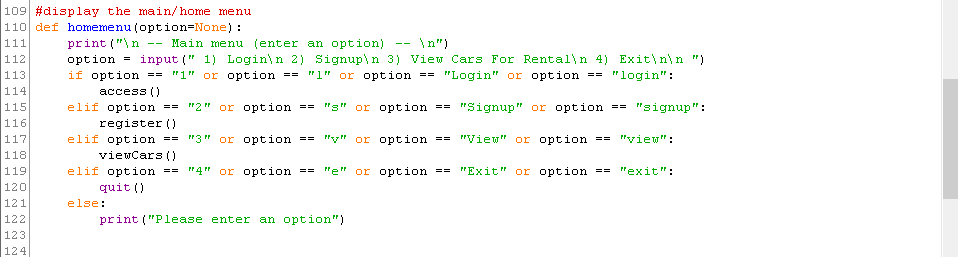 109 #display the main/home menu
110 def homemenu(option=None):
111     print("\n -- Main menu (enter an option) -- \n")
112     option = input(" 1) Login\n 2) Signup\n 3) View Cars For Rental\n 4) Exit\n\n ")
113     if option == "1" or option == "l" or option == "Login" or option == "login":
114         access()
115     elif option == "2" or option == "s" or option == "Signup" or option == "signup":
116         register()
117     elif option == "3" or option == "v" or option == "View" or option == "view":
118         viewCars()
119     elif option == "4" or option == "e" or option == "Exit" or option == "exit":
120         quit()
121     else:
122         print("Please enter an option")
123
124